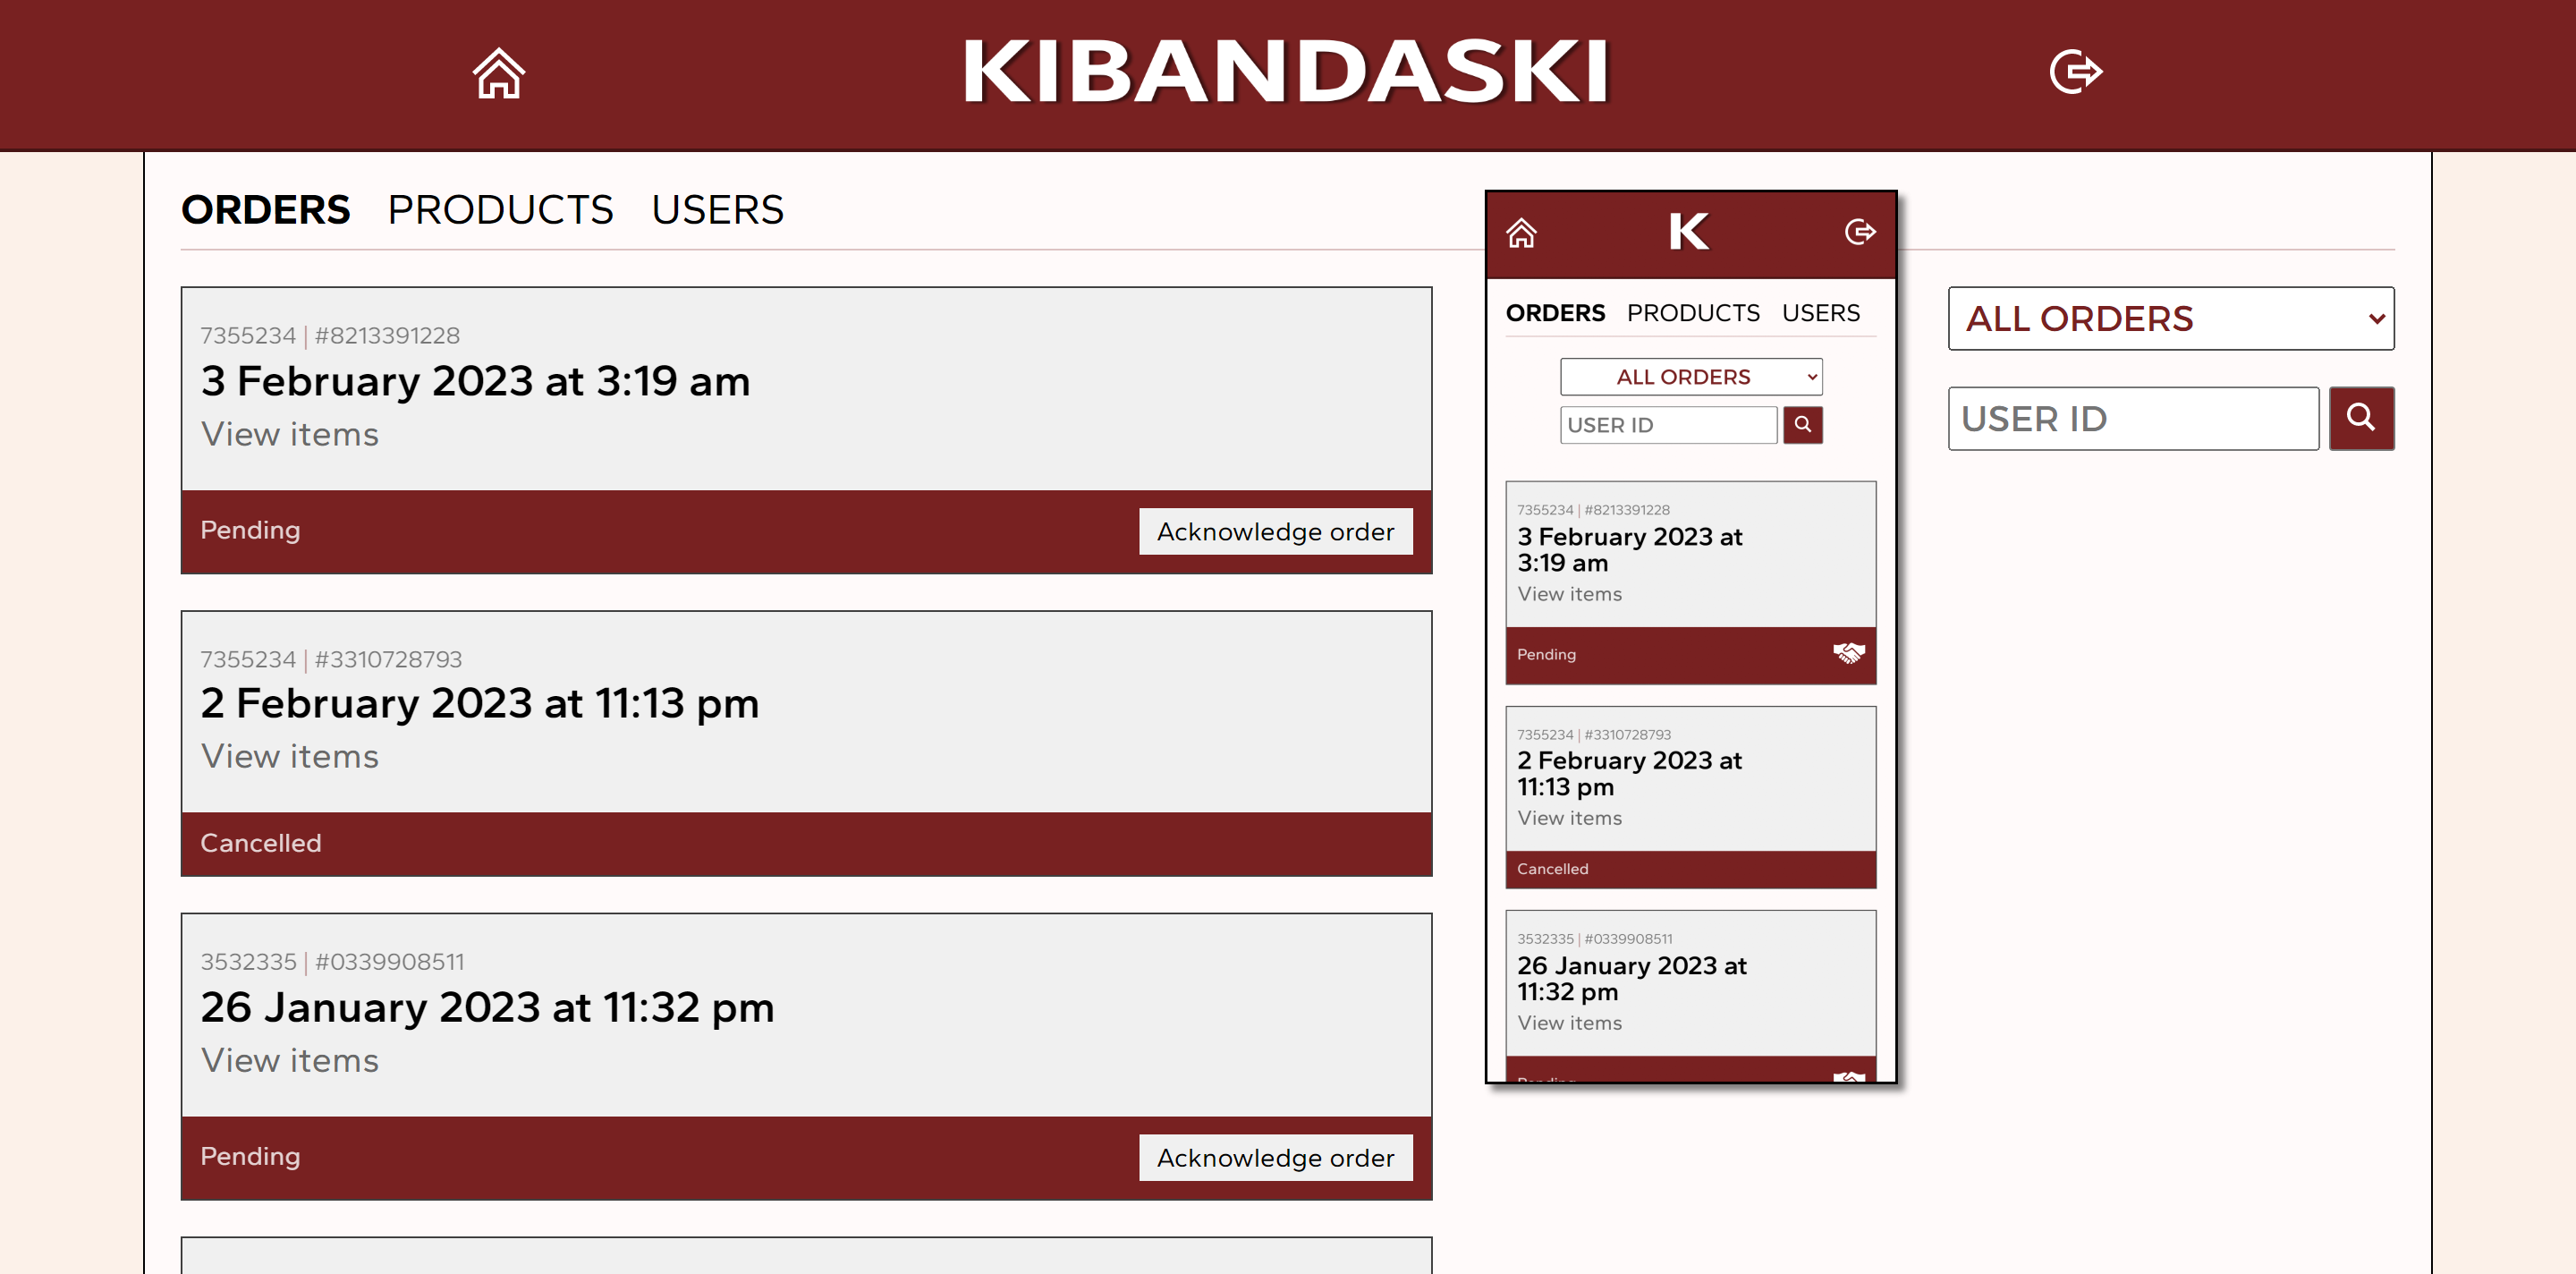 KIBANDASKI
ORDERS PRODUCTS USERS
7355234 | #8213391228
3 February 2023 at 3:19 am
View items
Pending
Acknowledge order
7355234 | #3310728793
2 February 2023 at 11:13 pm
View items
Cancelled
3532335 | #0339908511
26 January 2023 at 11:32 pm
View items
Pending
Acknowledge order
K
ORDERS PRODUCTS USERS
ALL ORDERS
USER ID
7355234 | #8213391228
3 February 2023 at
3:19 am
View items
Pending
7355234 | #3310728793
2 February 2023 at
11:13 pm
View items
Cancelled
3532335 | #0339908511
26 January 2023 at
11:32 pm
View items
Pending
ALL ORDERS
USER ID